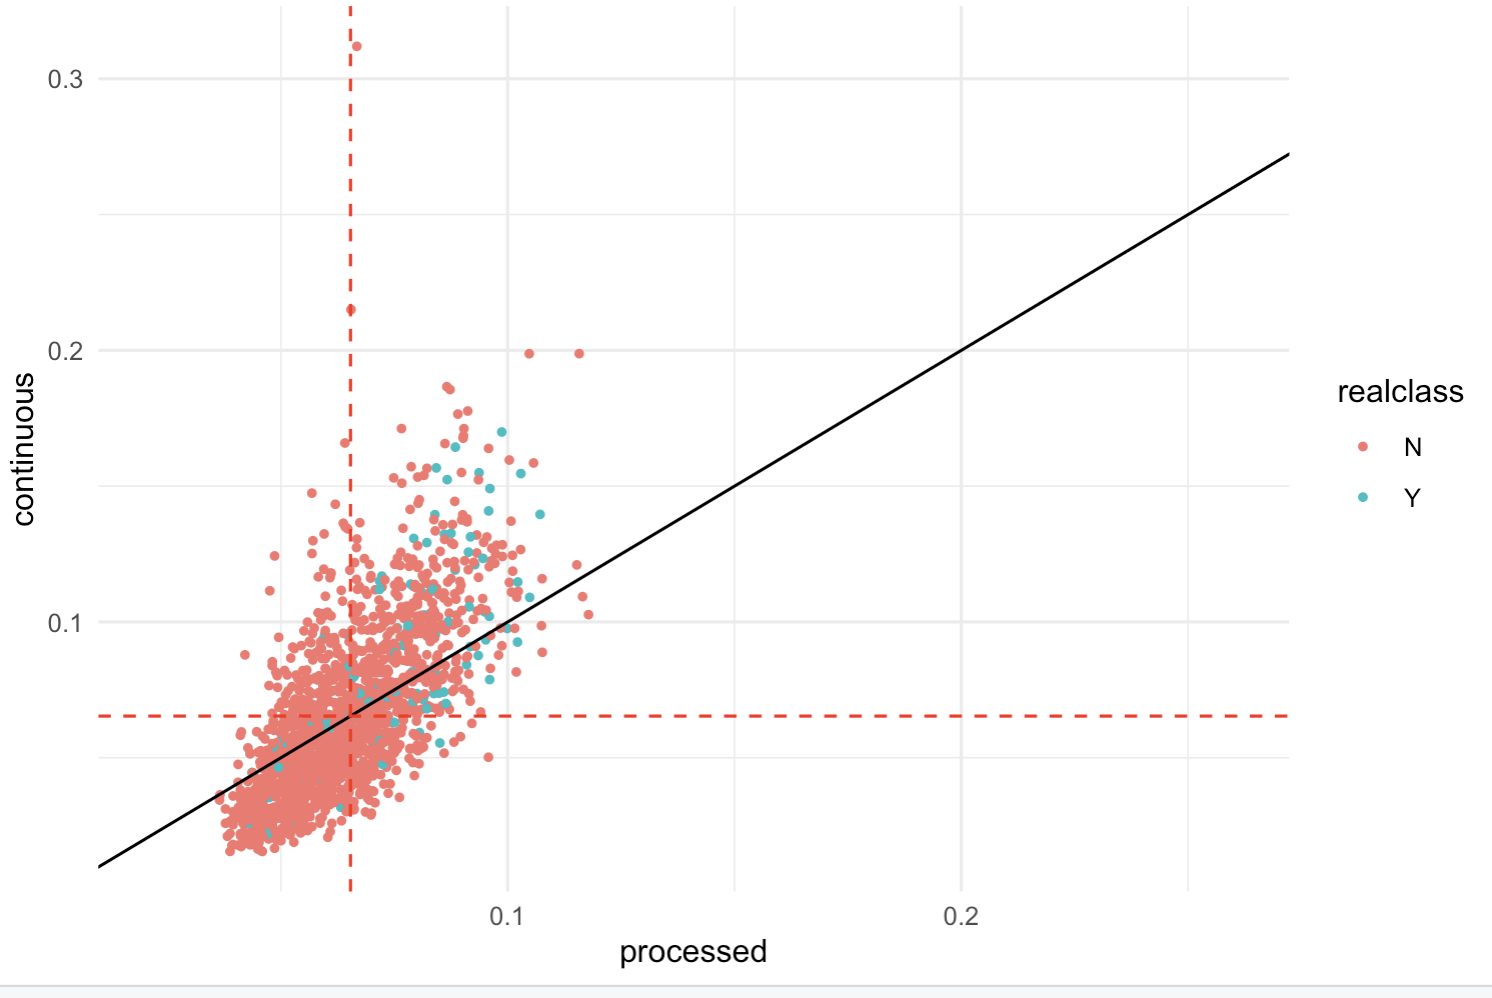 0.3
0.2
0.1
continuous
0.1
0.2
processed
realclass
N
Y